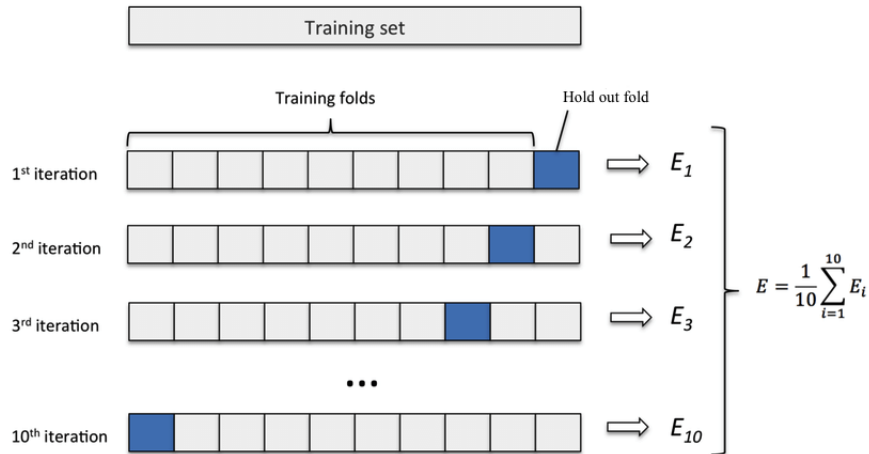 Training set
Training folds
Hold out fold
1st iteration
E1
2nd iteration
E2
3rd iteration
E3
...
10th iteration
E10
E = 1/10 ∑ i=1 10 Ei